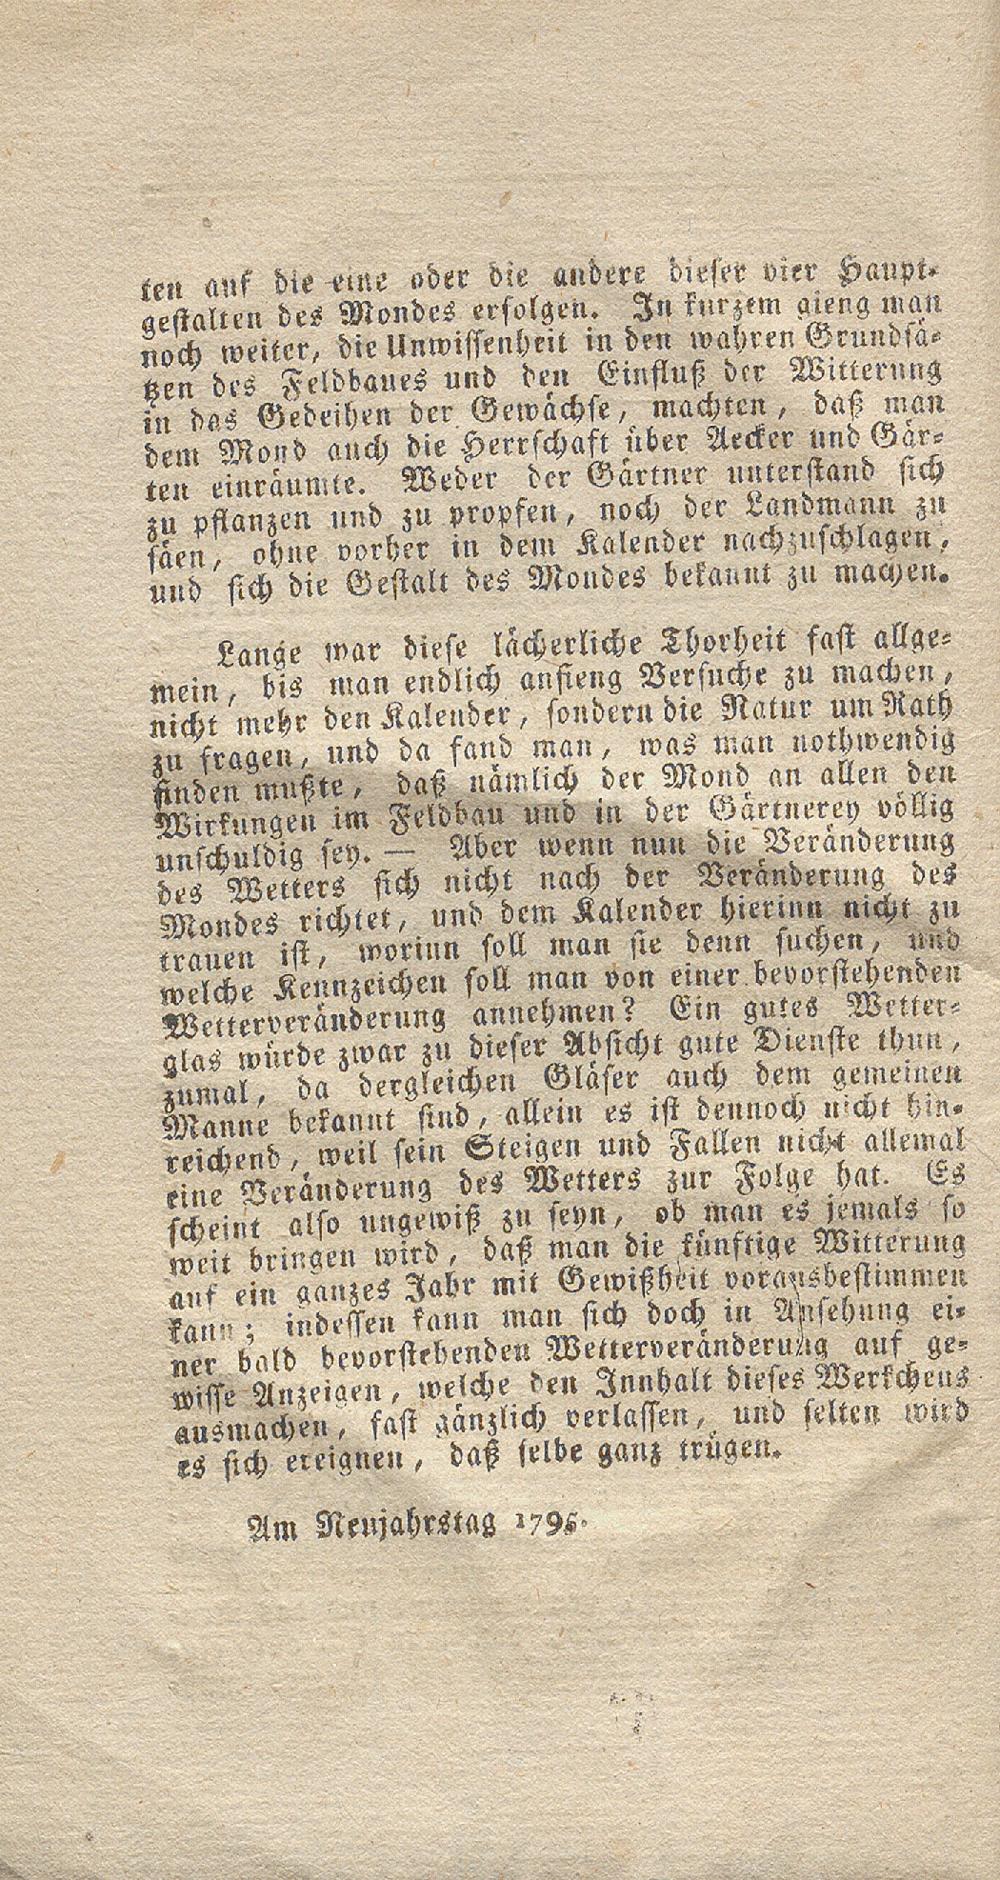 ten auf die eine oder die andere dieser vier Haupt-
gestalten des Mondes erfolgen. In kurzem gieng man
noch weiter, die Unwissenheit in den wahren Grundsä-
tzen des Feldbaues und den Einfluß der Witterung
in das Gedeihen der Gewächse, machten, daß man
dem Mond auch die Herrschaft über Aecker und Gär-
ten einräumte. Weder der Gärtner unterstand sich
zu pflanzen und zu propfen, noch der Landmann zu
säen, ohne vorher in dem Kalender nachzuschlagen,
und sich die Gestalt des Mondes bekannt zu machen.
Lange war diese lächerliche Thorheit fast allge-
mein, bis man endlich anfieng Versuche zu machen,
nicht mehr den Kalender, sondern die Natur um Rath
zu fragen, und da fand man, was man nothwendig
finden mußte, daß nämlich der Mond an allen den
Wirkungen im Feldbau und in der Gärtnerey völlig
unschuldig sey. — Aber wenn nun die Veränderung
des Wetters sich nicht nach der Veränderung des
Mondes richtet, und dem Kalender hierinn nicht zu
trauen ist, worinn soll man sie denn suchen, und
welche Kennzeichen soll man von einer bevorstehenden
Wetterveränderung annehmen? Ein gutes Wetter-
glas würde zwar zu dieser Absicht gute Dienste thun,
zumal, da dergleichen Gläser auch dem gemeinen
Manne bekannt sind, allein es ist dennoch nicht hin-
reichend, weil sein Steigen und Fallen nicht allemal
eine Veränderung des Wetters zur Folge hat. Es
scheint also ungewiß zu seyn, ob man es jemals so
weit bringen wird, daß man die künftige Witterung
auf ein ganzes Jahr mit Gewißheit vorausbestimmen
kann; indessen kann man sich doch in Ansehung ei-
ner bald bevorstehenden Wetterveränderung auf ge-
wisse Anzeigen, welche den Innhalt dieses Werkchens
ausmachen, fast gänzlich verlassen, und selten wird
es sich ereignen, daß selbe ganz trügen.
Am Neujahrstag 1795.